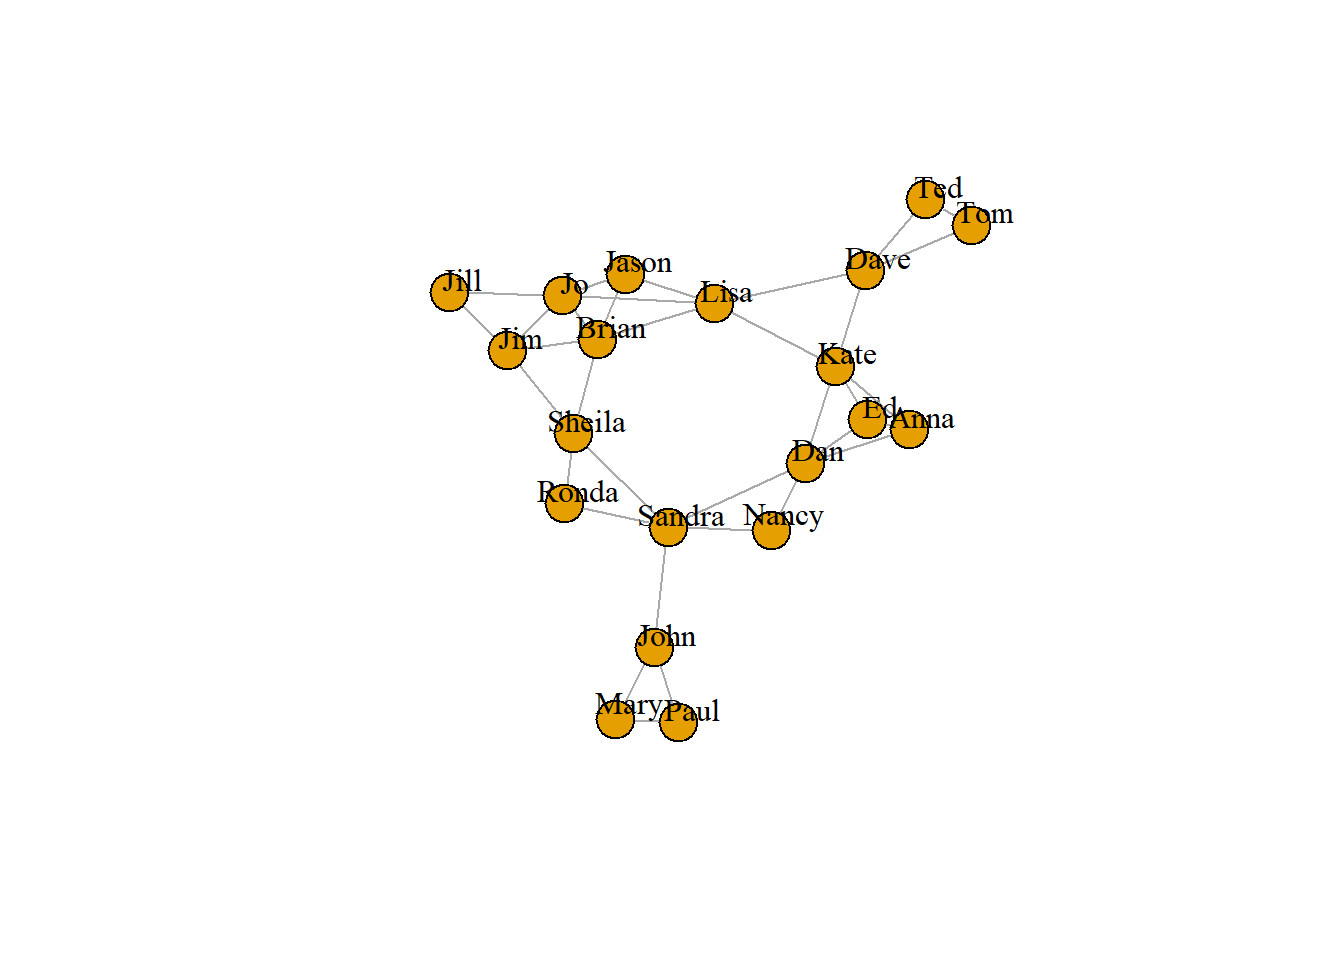 Ted
Tom
Dave
Jason
Jill
Jo
Lisa
Brian
Jim
Kate
Ed
Anna
Sheila
Dan
Ronda
Sandra
Nancy
John
Mary
Paul